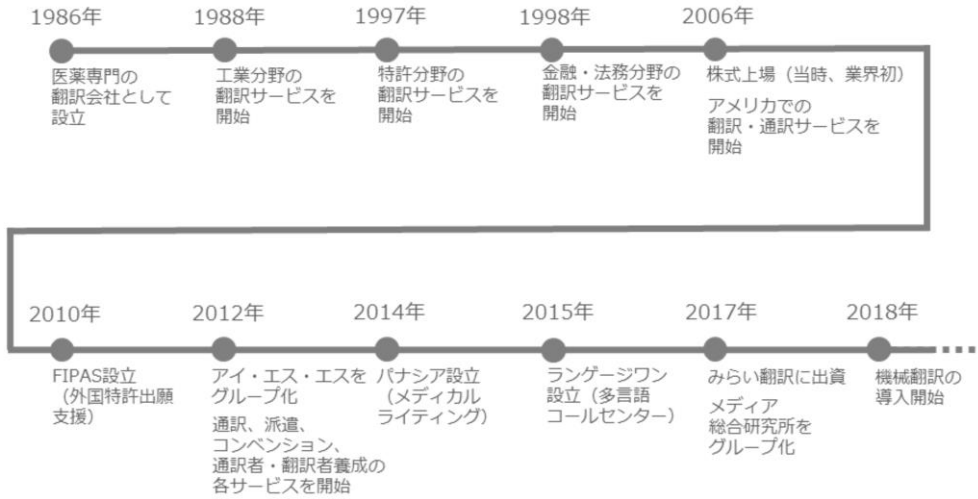 1986年
医薬専門の
翻訳会社として
設立
1988年
工業分野の
翻訳サービスを
開始
1997年
特許分野の
翻訳サービスを
開始
1998年
金融・法務分野の
翻訳サービスを
開始
2006年
株式上場（当時、業界初）
アメリカでの
翻訳・通訳サービスを
開始
2010年
FIPAS設立
（外国特許出願
支援）
2012年
アイ・エス・エスを
グループ化
通訳、派遣、
コンベンション、
通訳者・翻訳者養成の
各サービスを開始
2014年
パナシア設立
（メディカル
ライティング）
2015年
ランゲージワン
設立（多言語
コールセンター）
2017年
みらい翻訳に出資
メディア
総合研究所を
グループ化
2018年
機械翻訳の
導入開始